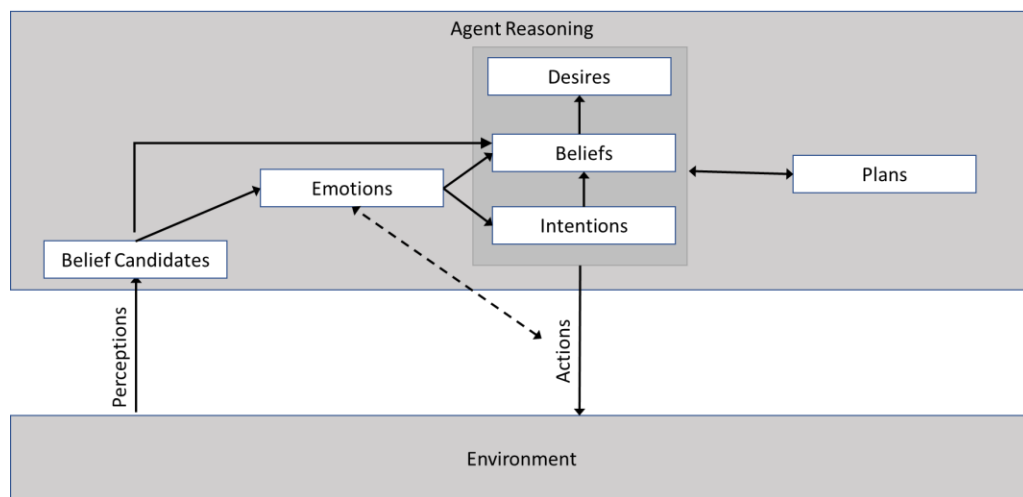 Agent Reasoning
Desires
Beliefs
Emotions
Plans
Intentions
Belief Candidates
Perceptions
Actions
Environment